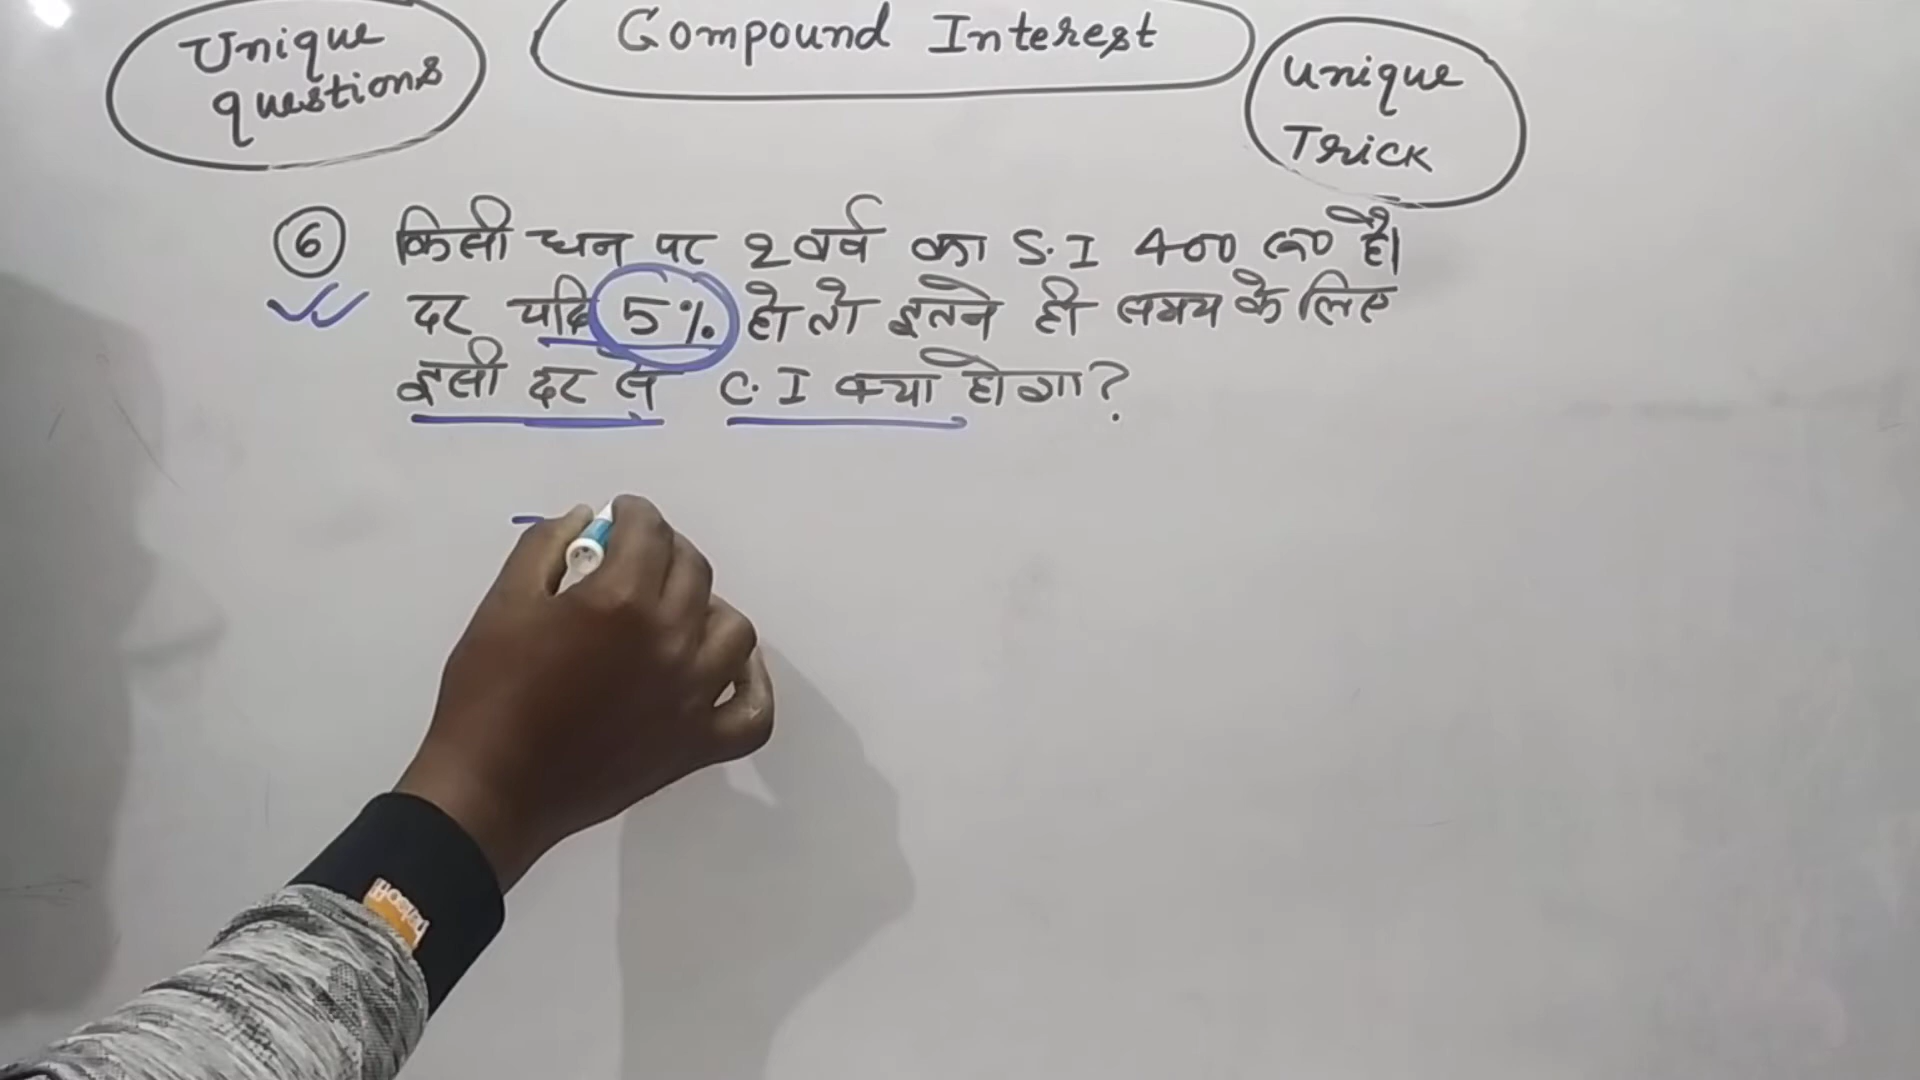 Unique
questions
Compound Interest
Unique
Trick
6 किसी धन पर 2 वर्ष का S.I 400 रु० है।
दर यदि 5% हो तो इतने ही समय के लिए
इसी दर से C.I क्या होगा?